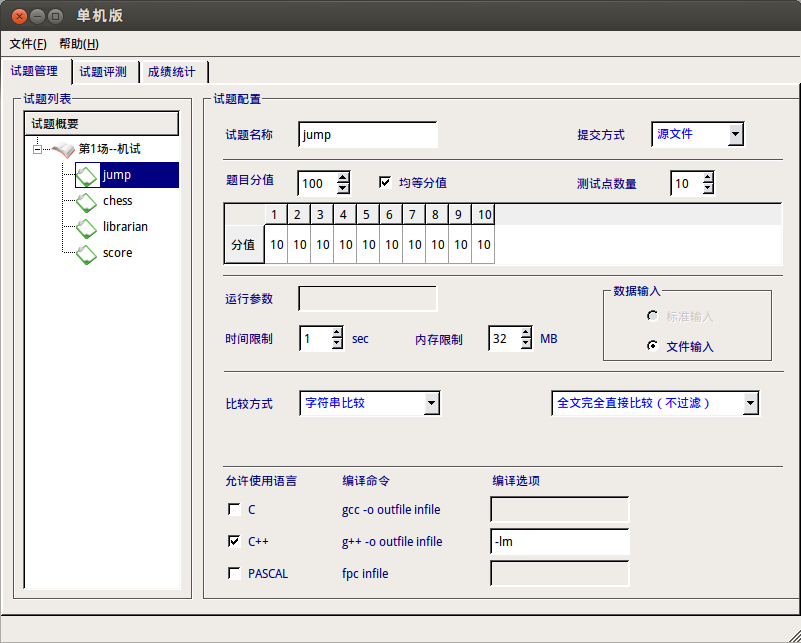 单机版
文件(F) 帮助(H)
试题管理 试题评测 成绩统计
试题列表
试题概要
第1场--机试
jump
chess
librarian
score
试题配置
试题名称 jump 提交方式 源文件
题目分值 100 均等分值 测试点数量 10
1 2 3 4 5 6 7 8 9 10
分值 10 10 10 10 10 10 10 10 10 10
运行参数
时间限制 1 sec 内存限制 32 MB
数据输入
标准输入
文件输入
比较方式 字符串比较 全文完全直接比较（不过滤）
允许使用语言 编译命令 编译选项
C gcc -o outfile infile
C++ g++ -o outfile infile -lm
PASCAL fpc infile